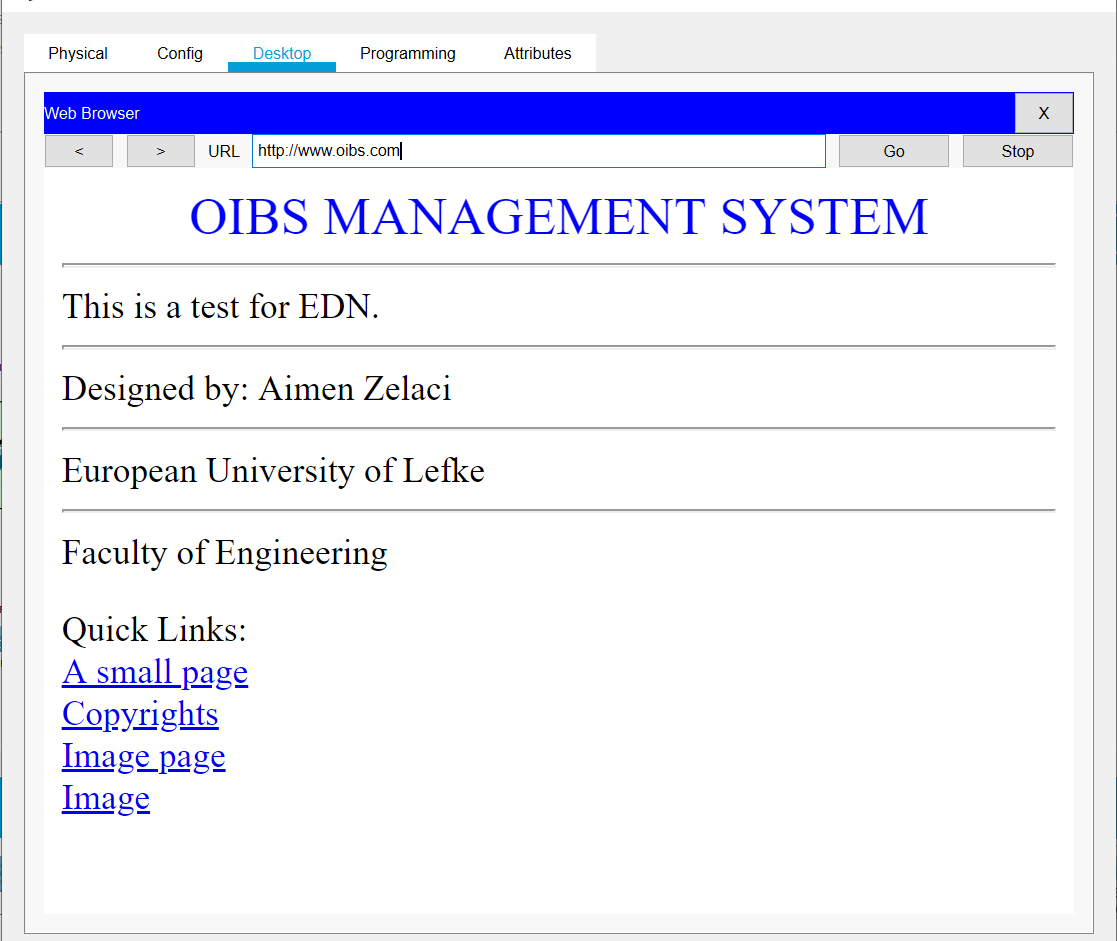 Physical Config Desktop Programming Attributes
Web Browser X
< > URL http://www.oibs.com Go Stop
OIBS MANAGEMENT SYSTEM
This is a test for EDN.
Designed by: Aimen Zelaci
European University of Lefke
Faculty of Engineering
Quick Links:
A small page
Copyrights
Image page
Image